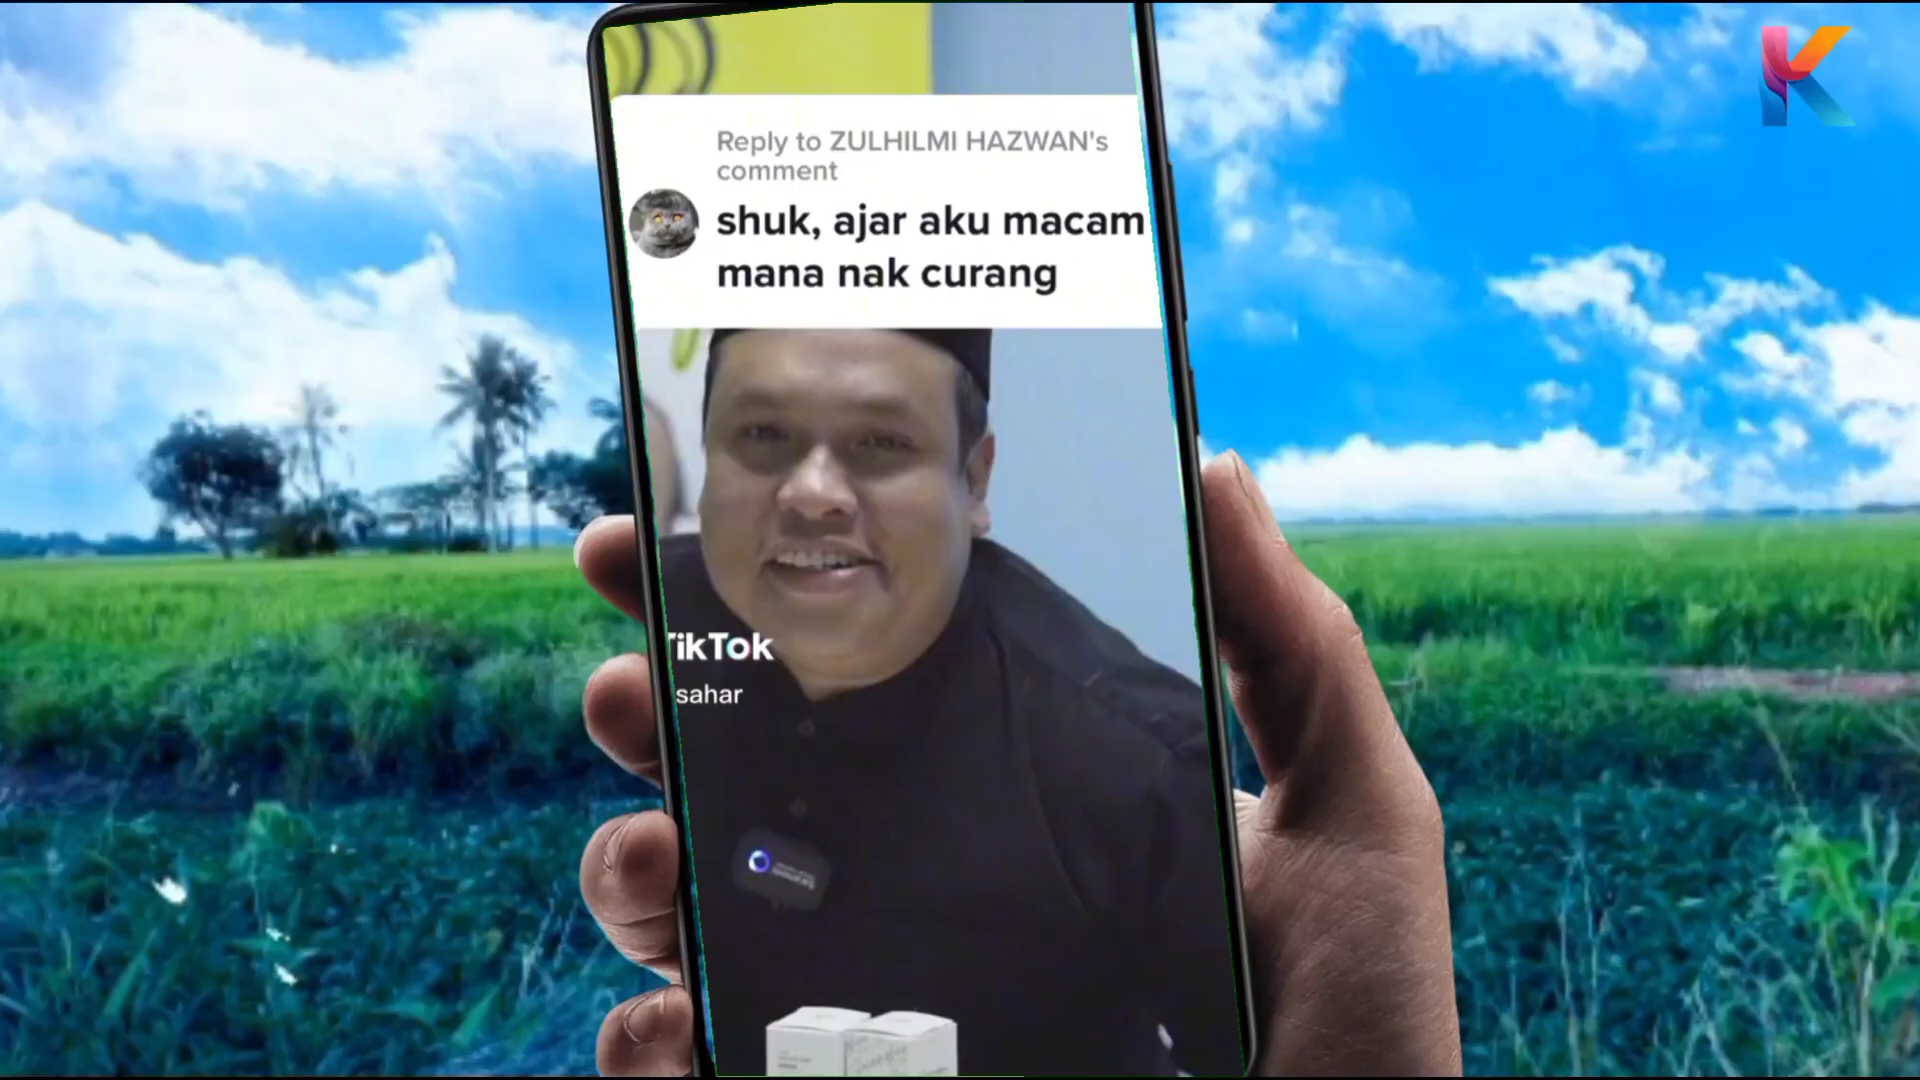 Reply to ZULHILMI HAZWAN's
comment
shuk, ajar aku macam
mana nak curang
TikTok
sahar